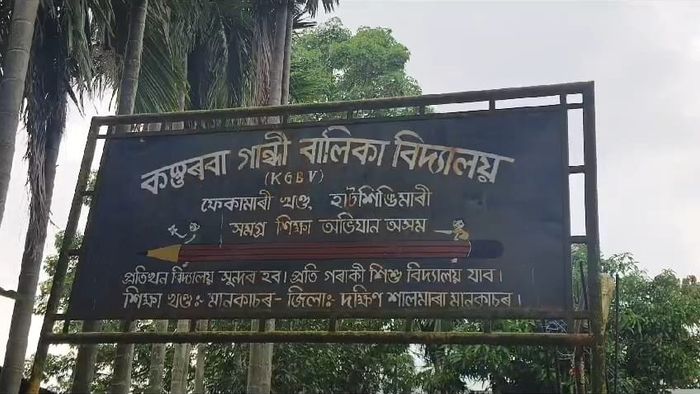 কস্তুৰবা গান্ধী বালিকা বিদ্যালয়
(KGBV)
ফেকামাৰী খণ্ড, হাটশিঙিমাৰী
সমগ্ৰ শিক্ষা অভিযান অসম
প্ৰতিখন বিদ্যালয় সুন্দৰ হব। প্ৰতি গৰাকী শিশু বিদ্যালয় যাব।
শিক্ষা খণ্ডঃ- মানকাচৰ- জিলাঃ- দক্ষিণ শালমাৰা মানকাচৰ।